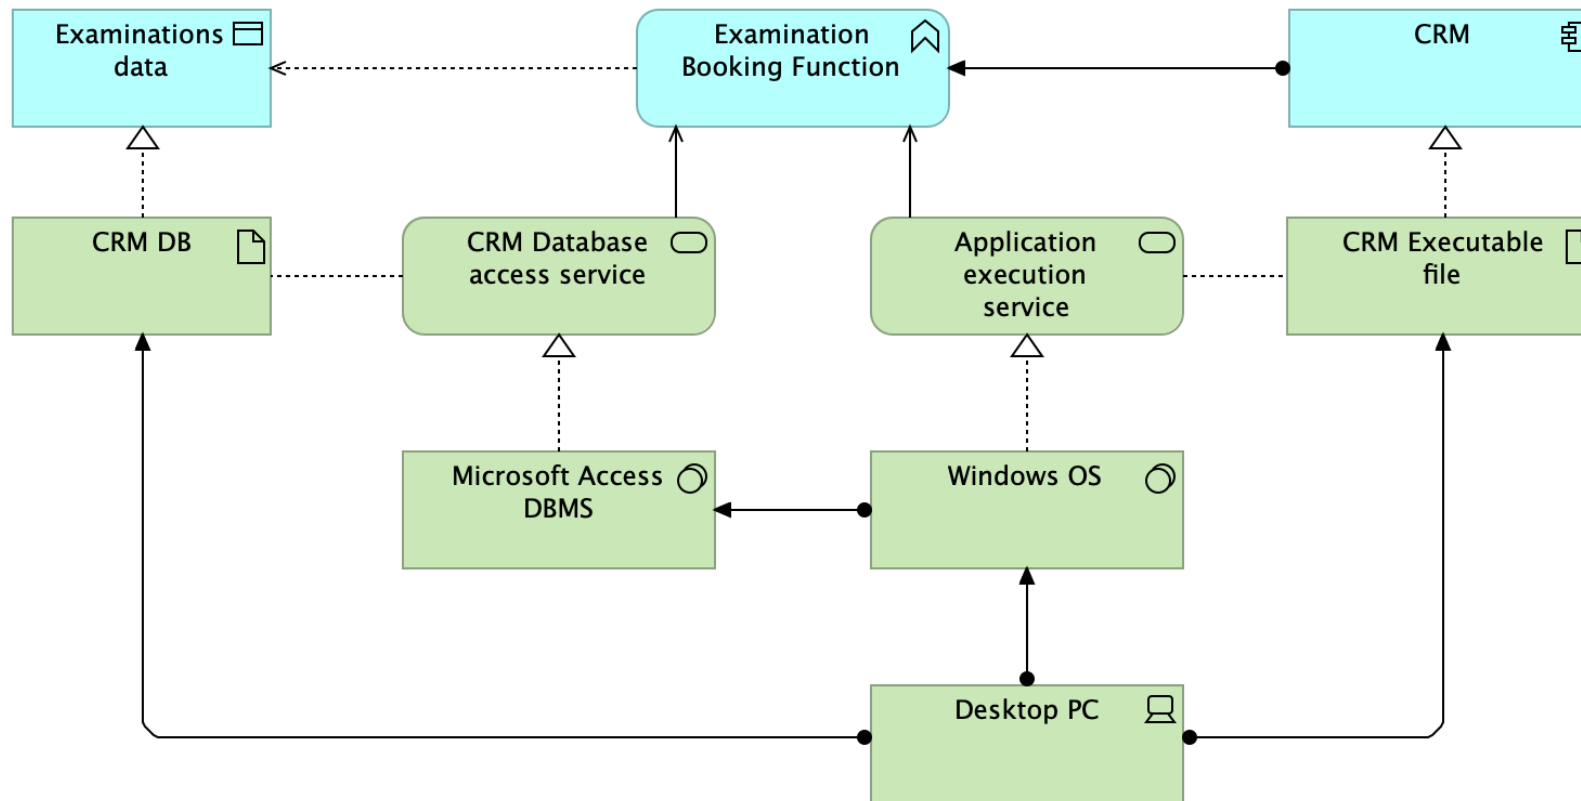 Examinations
data
Examination
Booking Function
CRM
CRM DB
CRM Database
access service
Application
execution
service
CRM Executable
file
Microsoft Access
DBMS
Windows OS
Desktop PC